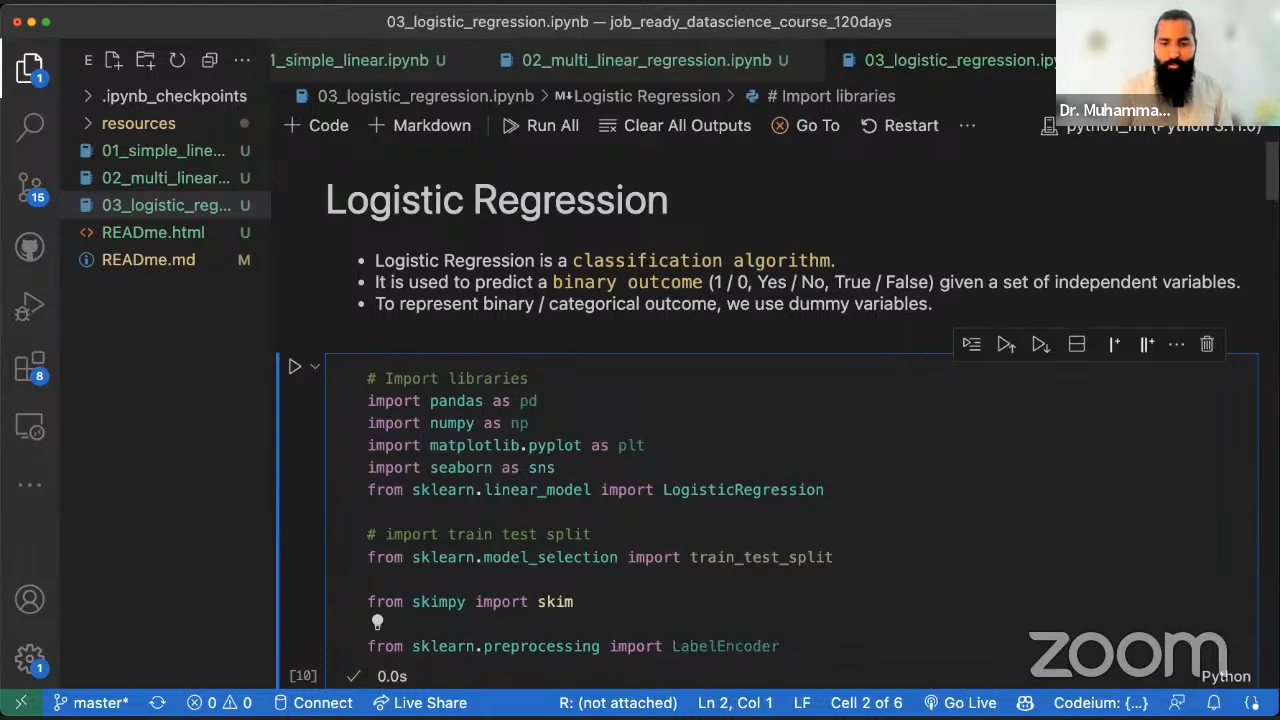 03_logistic_regression.ipynb — job_ready_datascience_course_120days
E
1_simple_linear.ipynb U
02_multi_linear_regression.ipynb U
03_logistic_regression.ipynb
Dr. Muhamma...
.ipynb_checkpoints
resources
01_simple_line... U
02_multi_linear... U
03_logistic_reg... U
READme.html U
READme.md M
1
15
8
1
03_logistic_regression.ipynb > M↓Logistic Regression > # Import libraries
+ Code + Markdown Run All Clear All Outputs Go To Restart ...
Logistic Regression
• Logistic Regression is a classification algorithm.
• It is used to predict a binary outcome (1 / 0, Yes / No, True / False) given a set of independent variables.
• To represent binary / categorical outcome, we use dummy variables.
# Import libraries
import pandas as pd
import numpy as np
import matplotlib.pyplot as plt
import seaborn as sns
from sklearn.linear_model import LogisticRegression
# import train test split
from sklearn.model_selection import train_test_split
from skimpy import skim
from sklearn.preprocessing import LabelEncoder
[10] 0.0s
Python
zoom
master* 0 0 Connect Live Share R: (not attached) Ln 2, Col 1 LF Cell 2 of 6 Go Live Codeium: {...}